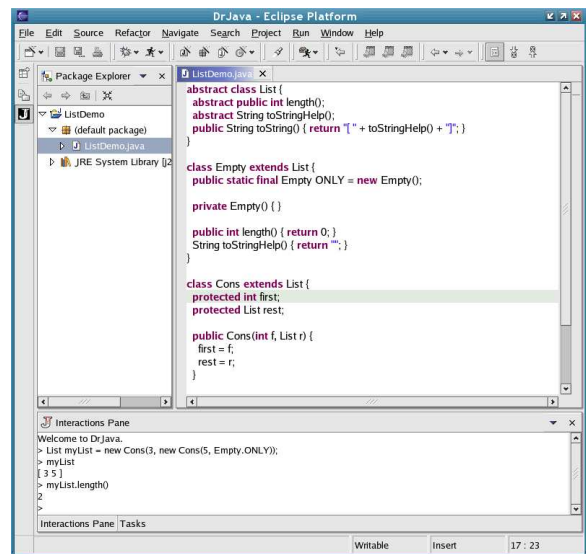 DrJava - Eclipse Platform
File Edit Source Refactor Navigate Search Project Run Window Help
Package Explorer
ListDemo
(default package)
ListDemo.java
JRE System Library [j2
ListDemo.java
abstract class List {
abstract public int length();
abstract String toStringHelp();
public String toString() { return "[ " + toStringHelp() + "]"; }
}
class Empty extends List {
public static final Empty ONLY = new Empty();
private Empty() { }
public int length() { return 0; }
String toStringHelp() { return ""; }
}
class Cons extends List {
protected int first;
protected List rest;
public Cons(int f, List r) {
first = f;
rest = r;
}
Interactions Pane
Welcome to DrJava.
> List myList = new Cons(3, new Cons(5, Empty.ONLY));
> myList
[ 3 5 ]
> myList.length()
2
>
Interactions Pane Tasks
Writable Insert 17 : 23